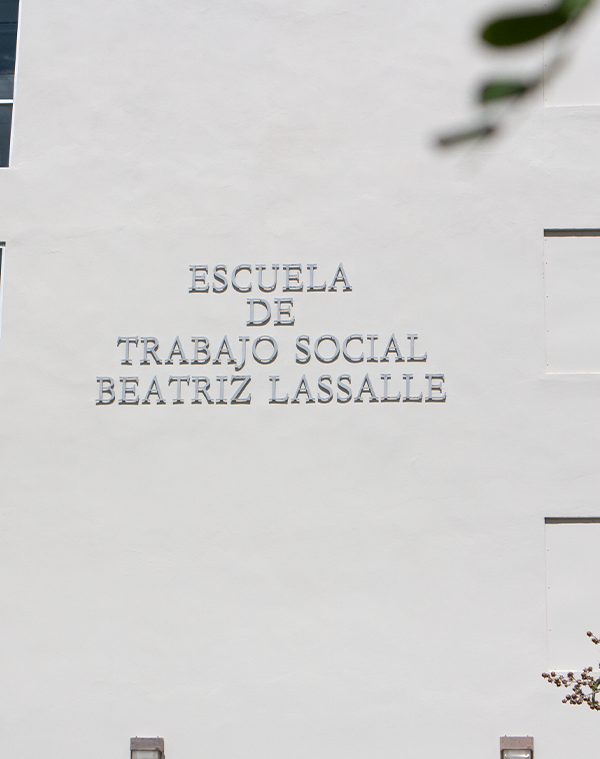 ESCUELA
DE
TRABAJO SOCIAL
BEATRIZ LASSALLE